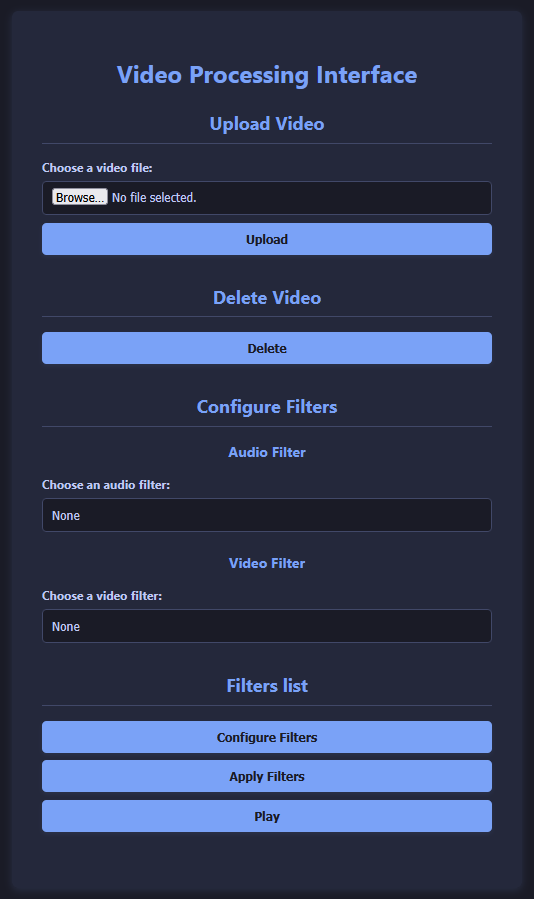 Video Processing Interface
Upload Video
Choose a video file:
Browse... No file selected.
Upload
Delete Video
Delete
Configure Filters
Audio Filter
Choose an audio filter:
None
Video Filter
Choose a video filter:
None
Filters list
Configure Filters
Apply Filters
Play